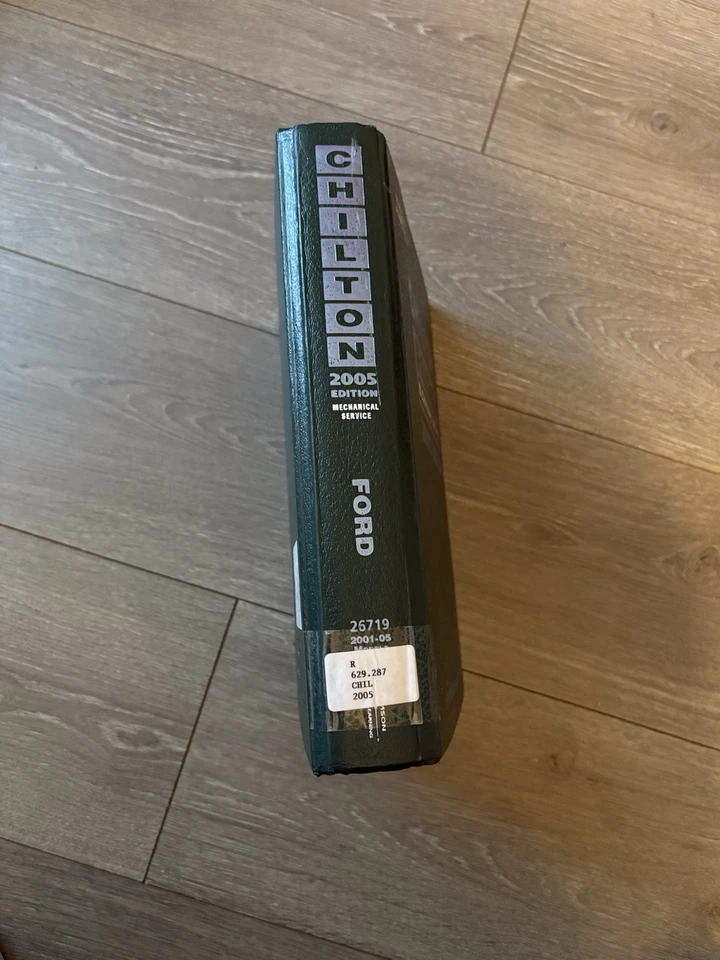 CHILTON
2005
EDITION
MECHANICAL
SERVICE
FORD
26719
2001-05
R
629.287
CHIL
2005